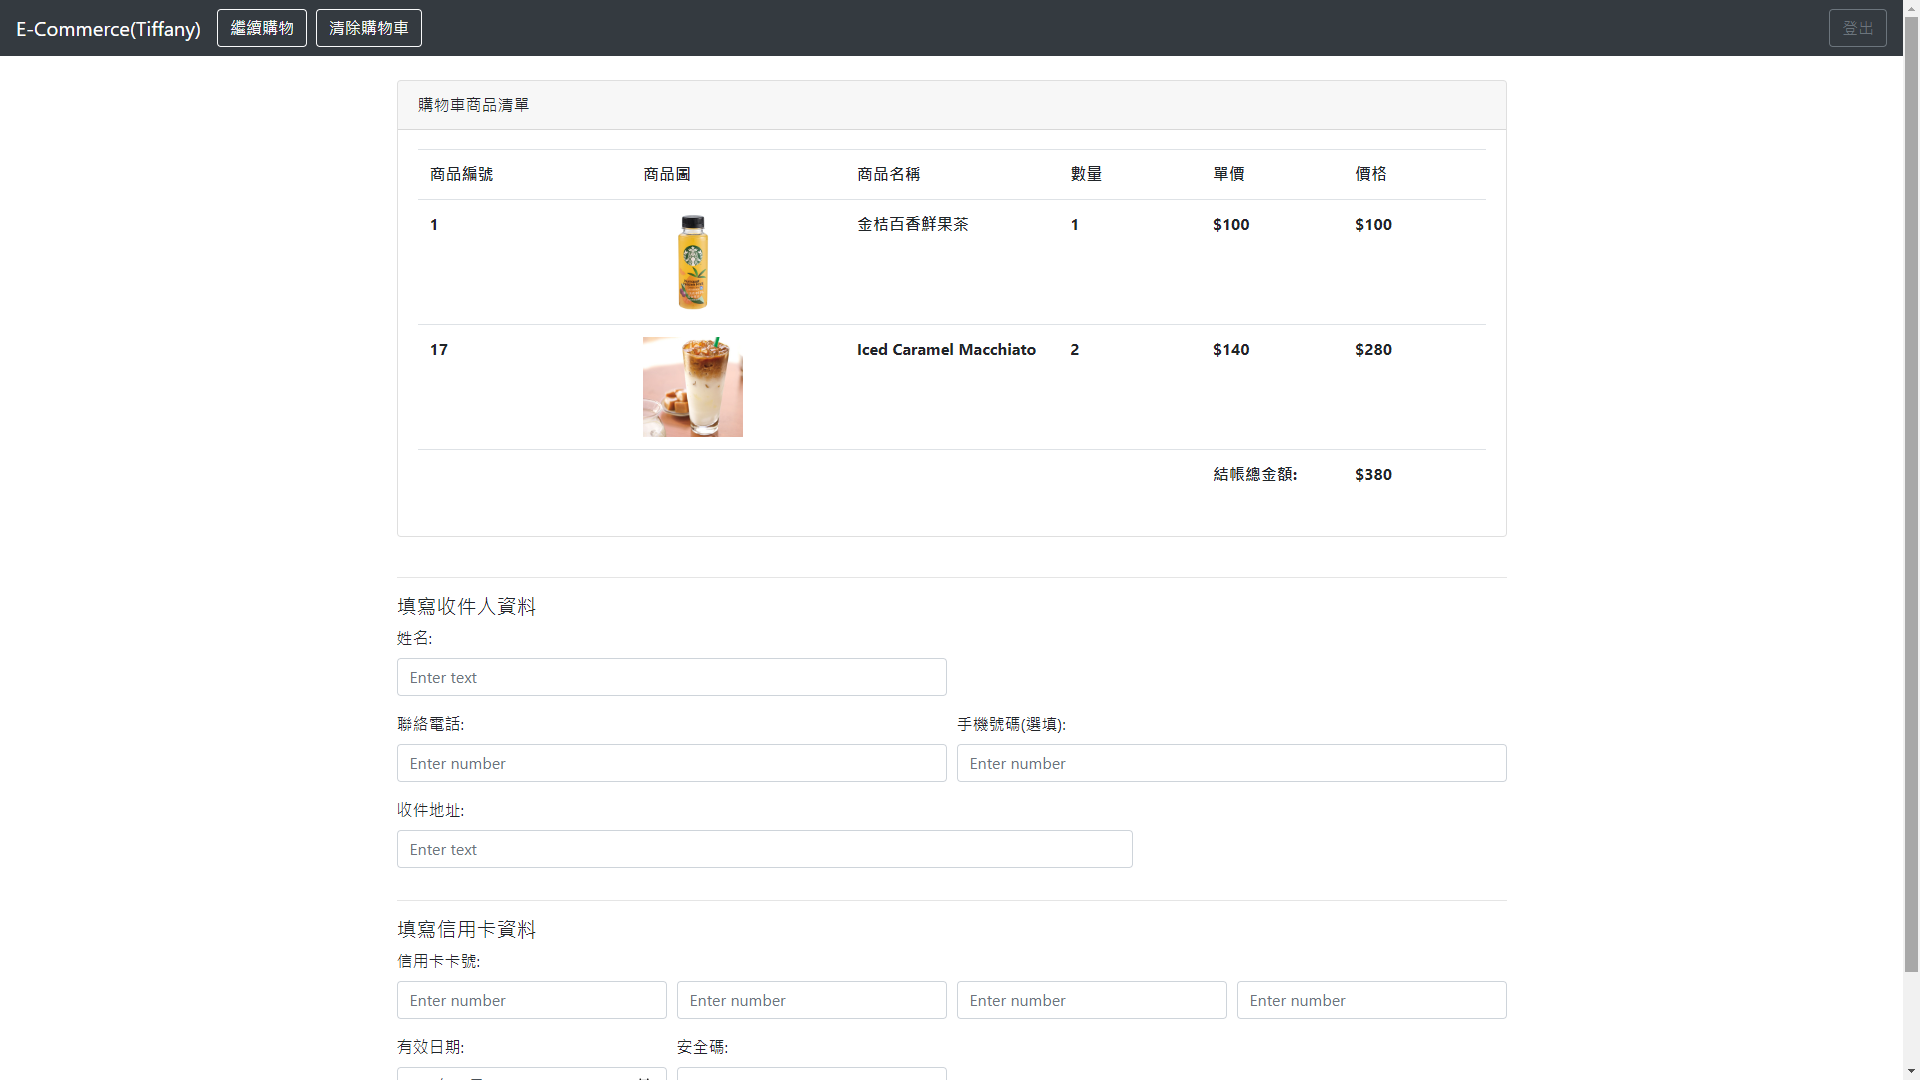 E-Commerce(Tiffany) 繼續購物 清除購物車 登出
購物車商品清單
商品編號 商品圖 商品名稱 數量 單價 價格
1 金桔百香鮮果茶 1 $100 $100
17 Iced Caramel Macchiato 2 $140 $280
結帳總金額: $380
填寫收件人資料
姓名:
Enter text
聯絡電話: 手機號碼(選填):
Enter number Enter number
收件地址:
Enter text
填寫信用卡資料
信用卡卡號:
Enter number Enter number Enter number Enter number
有效日期: 安全碼: